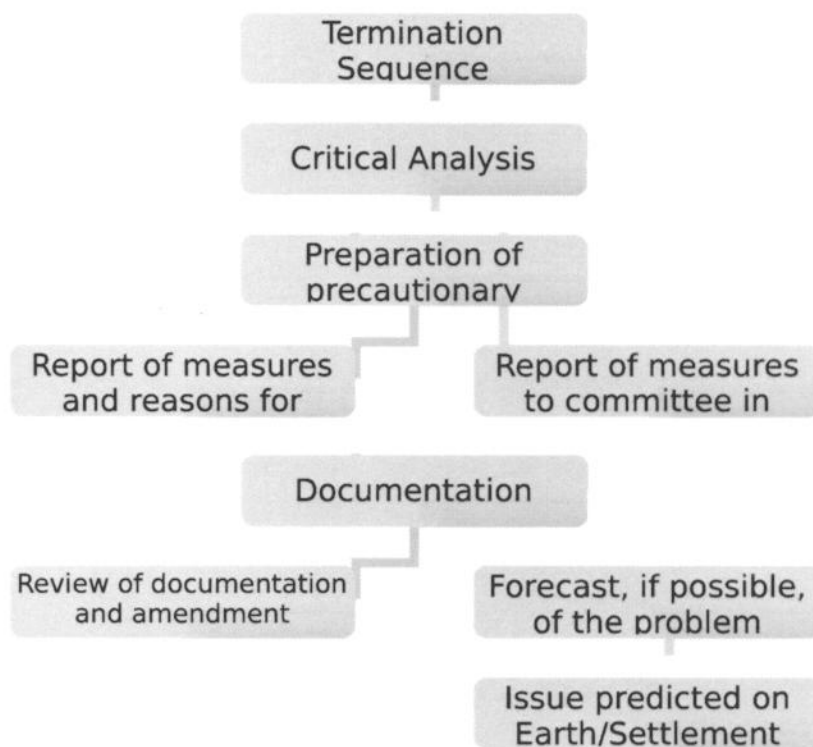 Termination
Sequence
Critical Analysis
Preparation of
precautionary
Report of measures
and reasons for
Report of measures
to committee in
Documentation
Review of documentation
and amendment
Forecast, if possible,
of the problem
Issue predicted on
Earth/Settlement